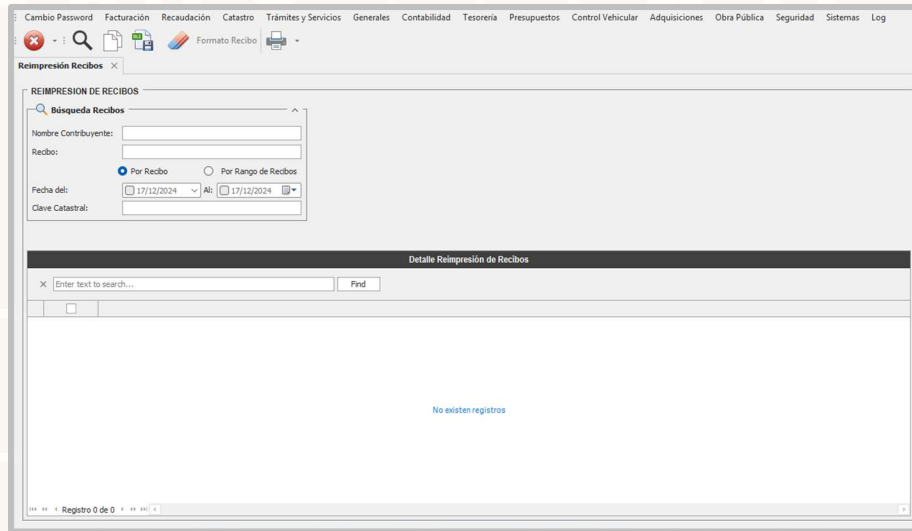 Cambio Password Facturación Recaudación Catastro Trámites y Servicios Generales Contabilidad Tesorería Presupuestos Control Vehicular Adquisiciones Obra Pública Seguridad Sistemas Log
Formato Recibo
Reimpresión Recibos
REIMPRESION DE RECIBOS
Búsqueda Recibos
Nombre Contribuyente:
Recibo:
Por Recibo Por Rango de Recibos
Fecha del: 17/12/2024 Al: 17/12/2024
Clave Catastral:
Detalle Reimpresión de Recibos
Enter text to search... Find
No existen registros
Registro 0 de 0